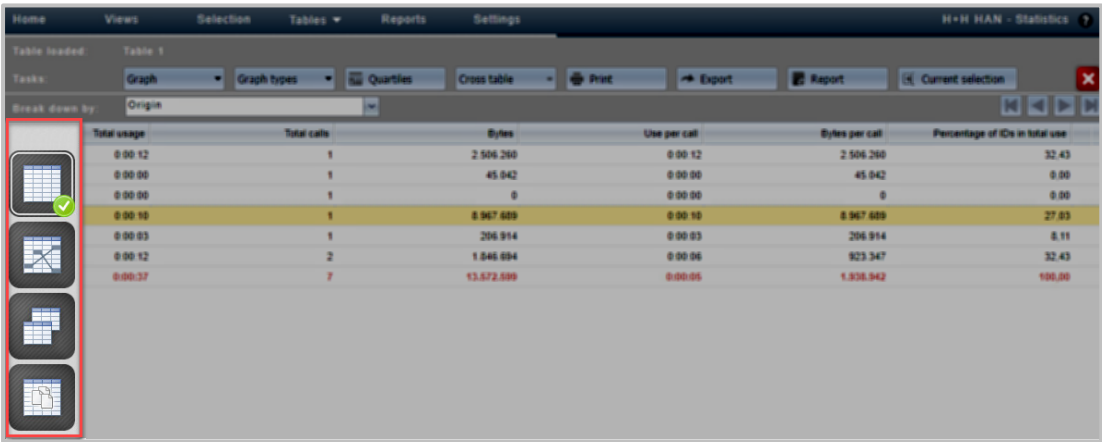 Home Views Selection Tables Reports Settings H+H HAN - Statistics ?
Table loaded: Table 1
Tasks: Graph Graph types Quartiles Cross table Print Export Report Current selection
Break down by: Origin
Total usage Total calls Bytes Use per call Bytes per call Percentage of IDs in total use
0:00:12 1 2.506.260 0:00:12 2.506.260 32,43
0:00:00 1 45.042 0:00:00 45.042 0,00
0:00:00 1 0 0:00:00 0 0,00
0:00:10 1 8.967.689 0:00:10 8.967.689 27,03
0:00:03 1 206.914 0:00:03 206.914 8,11
0:00:12 2 1.846.694 0:00:06 923.347 32,43
0:00:37 7 13.572.599 0:00:05 1.938.942 100,00